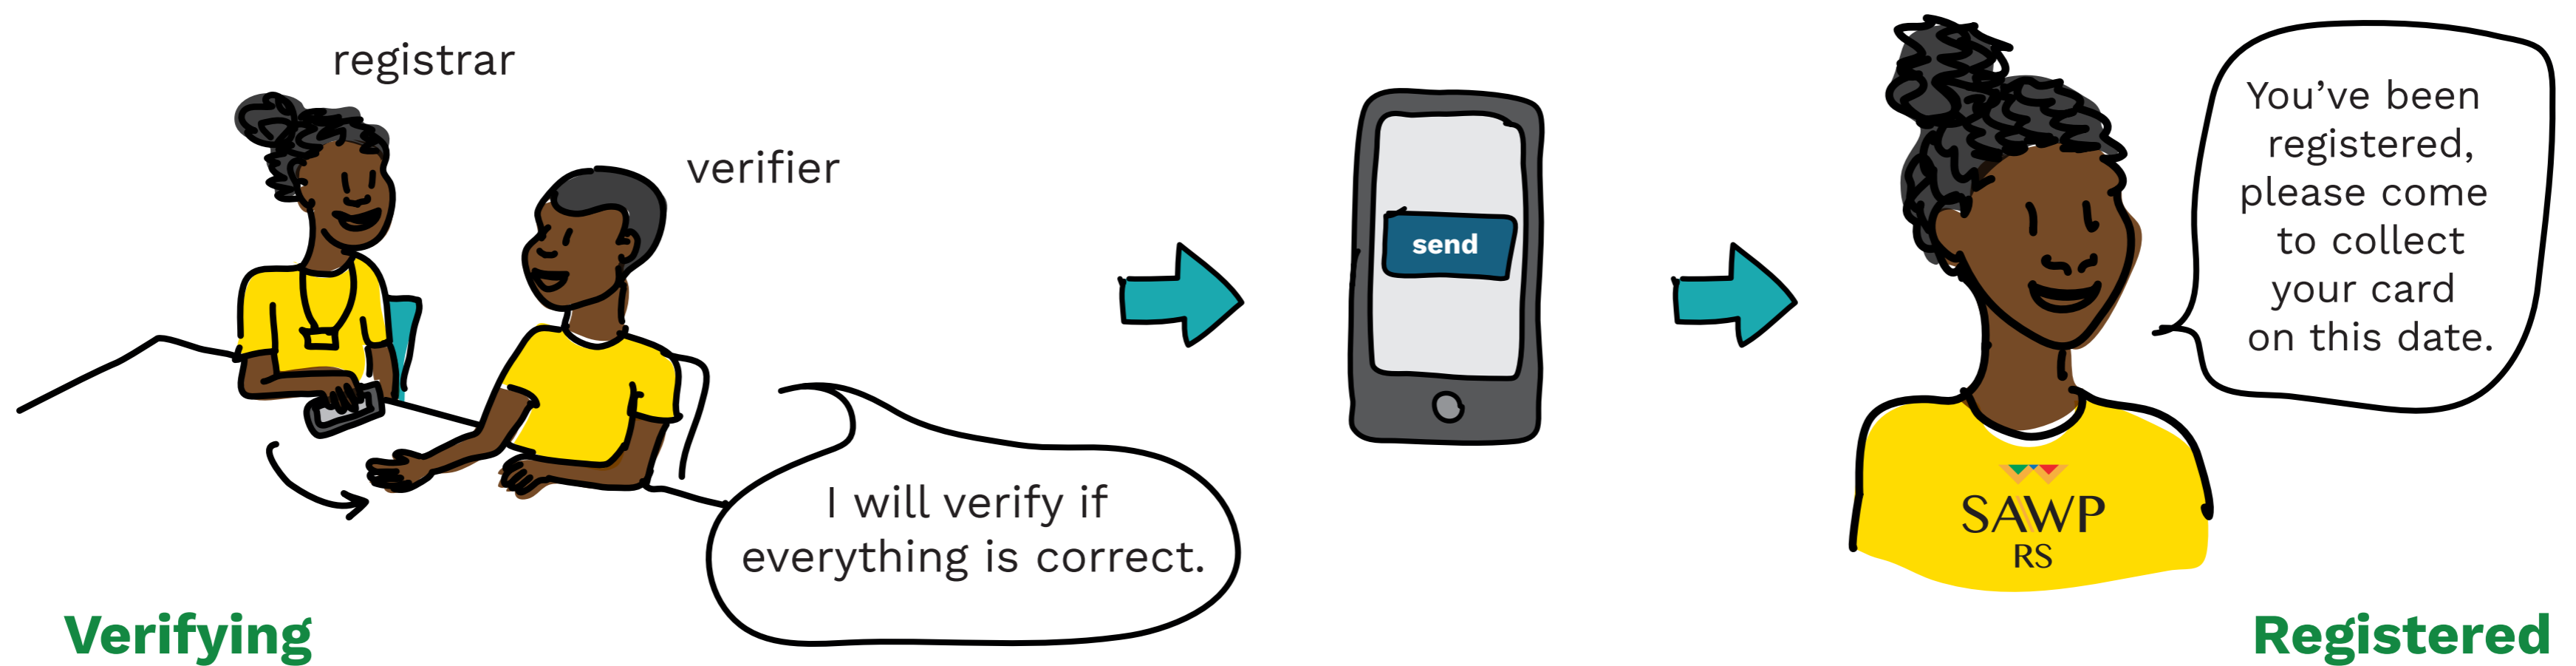 registrar
verifier
I will verify if
everything is correct.
Verifying
send
You’ve been
registered,
please come
to collect
your card
on this date.
SAWP
RS
Registered